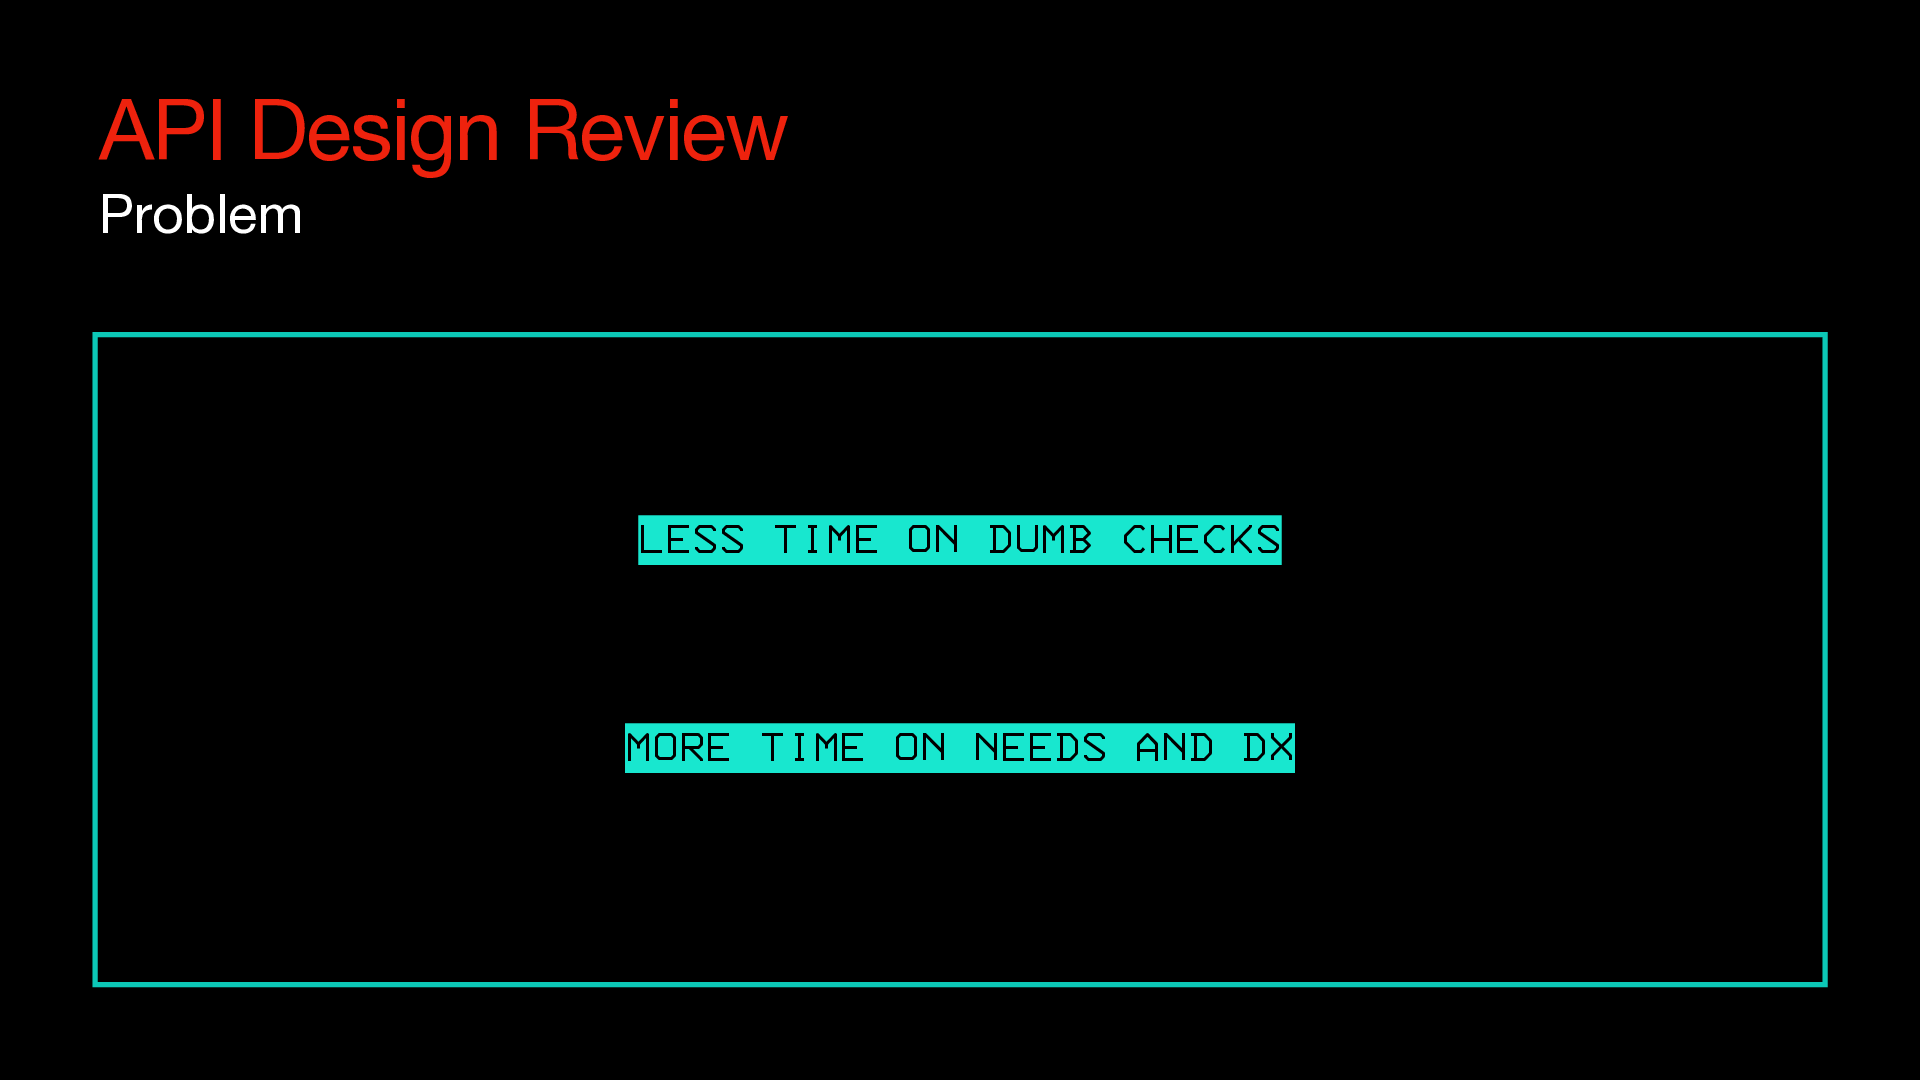 API Design Review
Problem
LESS TIME ON DUMB CHECKS
MORE TIME ON NEEDS AND DX